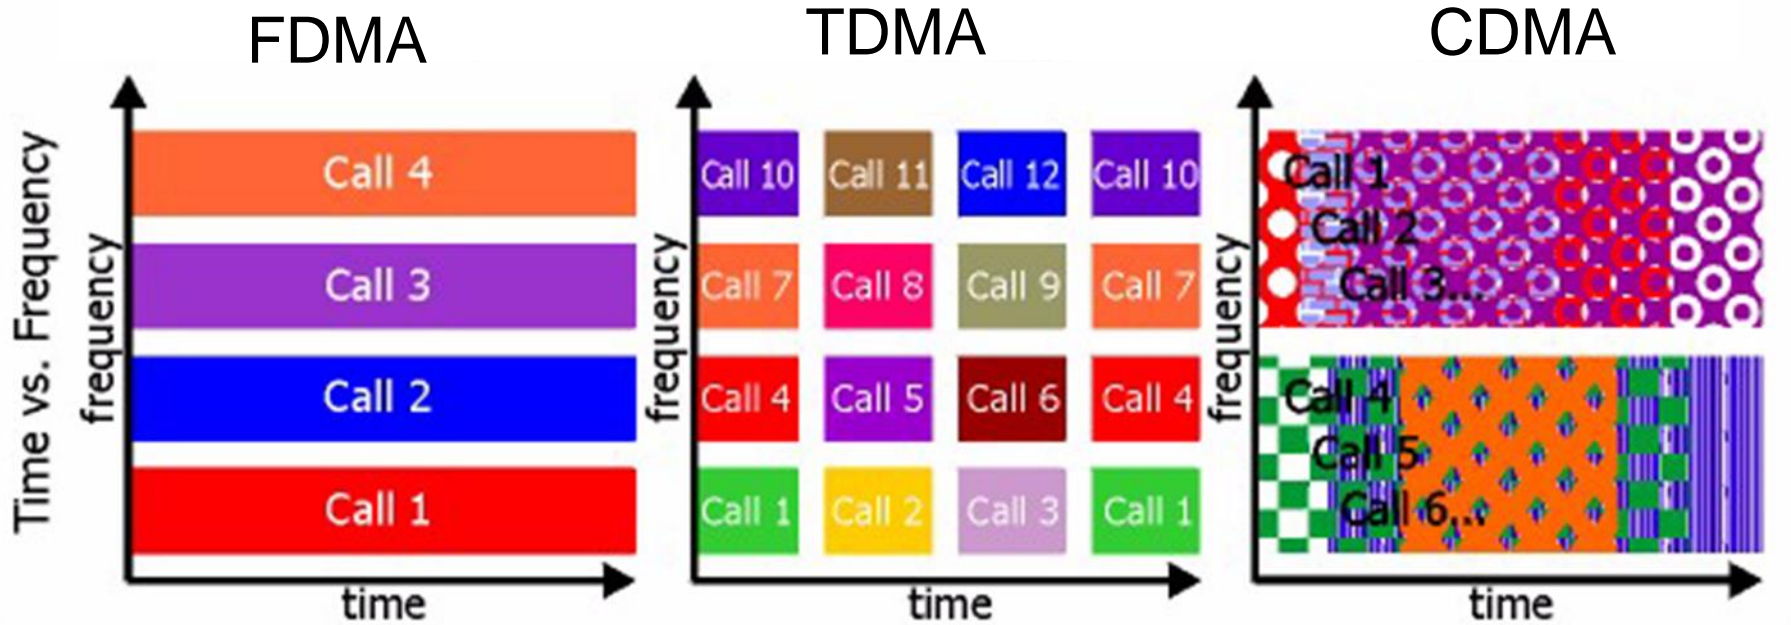 FDMA
TDMA
CDMA
Time vs. Frequency
frequency
Call 4
Call 3
Call 2
Call 1
time
frequency
Call 10 Call 11 Call 12 Call 10
Call 7 Call 8 Call 9 Call 7
Call 4 Call 5 Call 6 Call 4
Call 1 Call 2 Call 3 Call 1
time
frequency
Call 1
Call 2
Call 3...
Call 4
Call 5
Call 6...
time